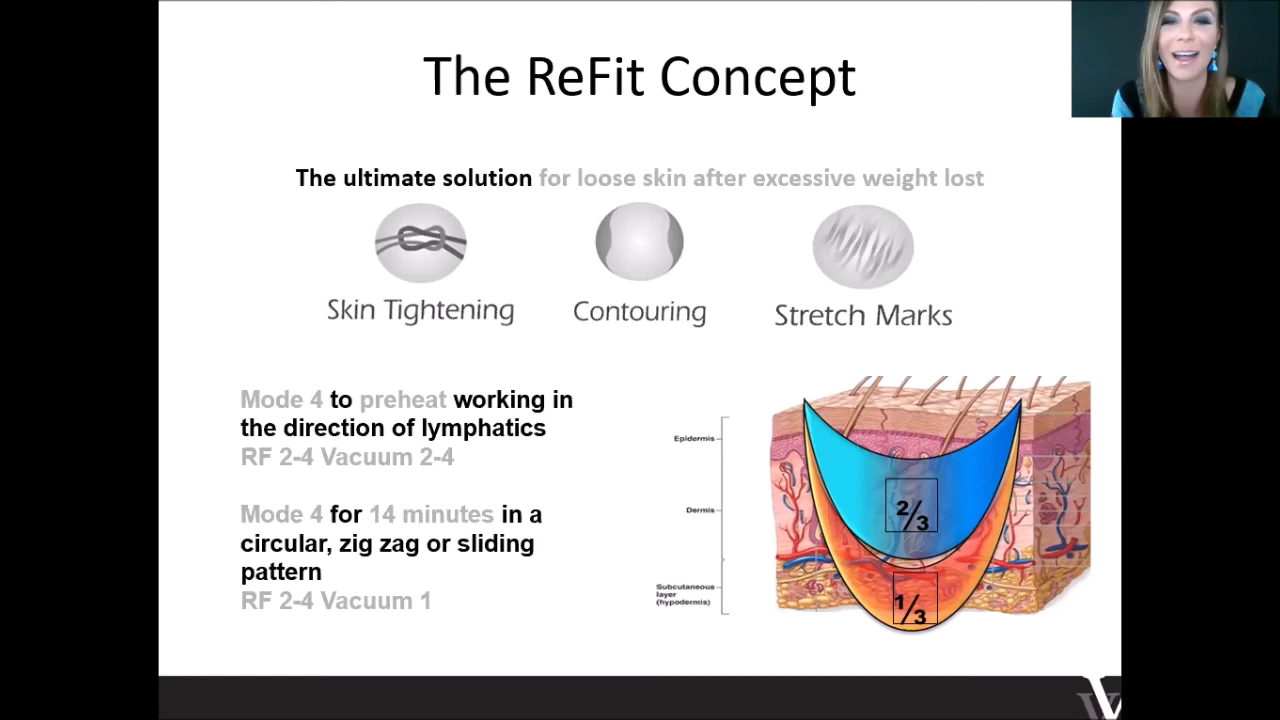 The ReFit Concept
The ultimate solution for loose skin after excessive weight lost
Skin Tightening
Contouring
Stretch Marks
Mode 4 to preheat working in
the direction of lymphatics
RF 2-4 Vacuum 2-4
Mode 4 for 14 minutes in a
circular, zig zag or sliding
pattern
RF 2-4 Vacuum 1
Epidermis
Dermis
Subcutaneous
layer
(hypodermis)
2/3
1/3